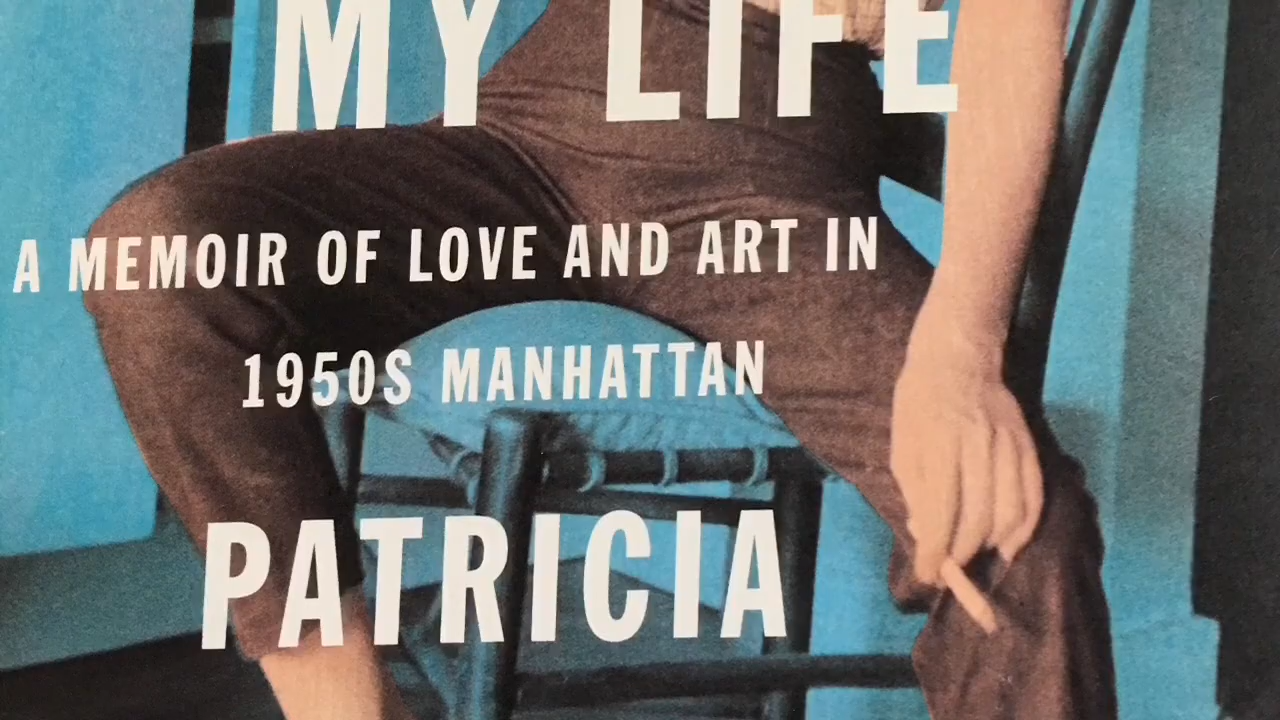 MY LIFE
A MEMOIR OF LOVE AND ART IN
1950S MANHATTAN
PATRICIA